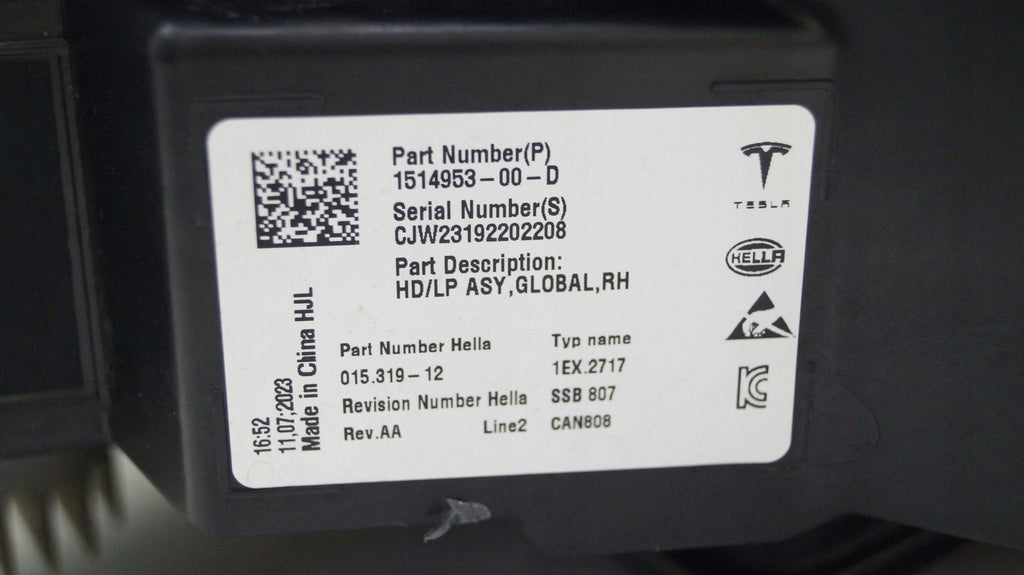 Part Number(P)
1514953-00-D
Serial Number(S)
CJW23192202208
Part Description:
HD/LP ASY,GLOBAL,RH
TESLA
HELLA
KC
Part Number Hella
015.319-12
Revision Number Hella
Rev.AA
Line2
Typ name
1EX.2717
SSB 807
CAN808
16:52
11,07,2023
Made in China HJL